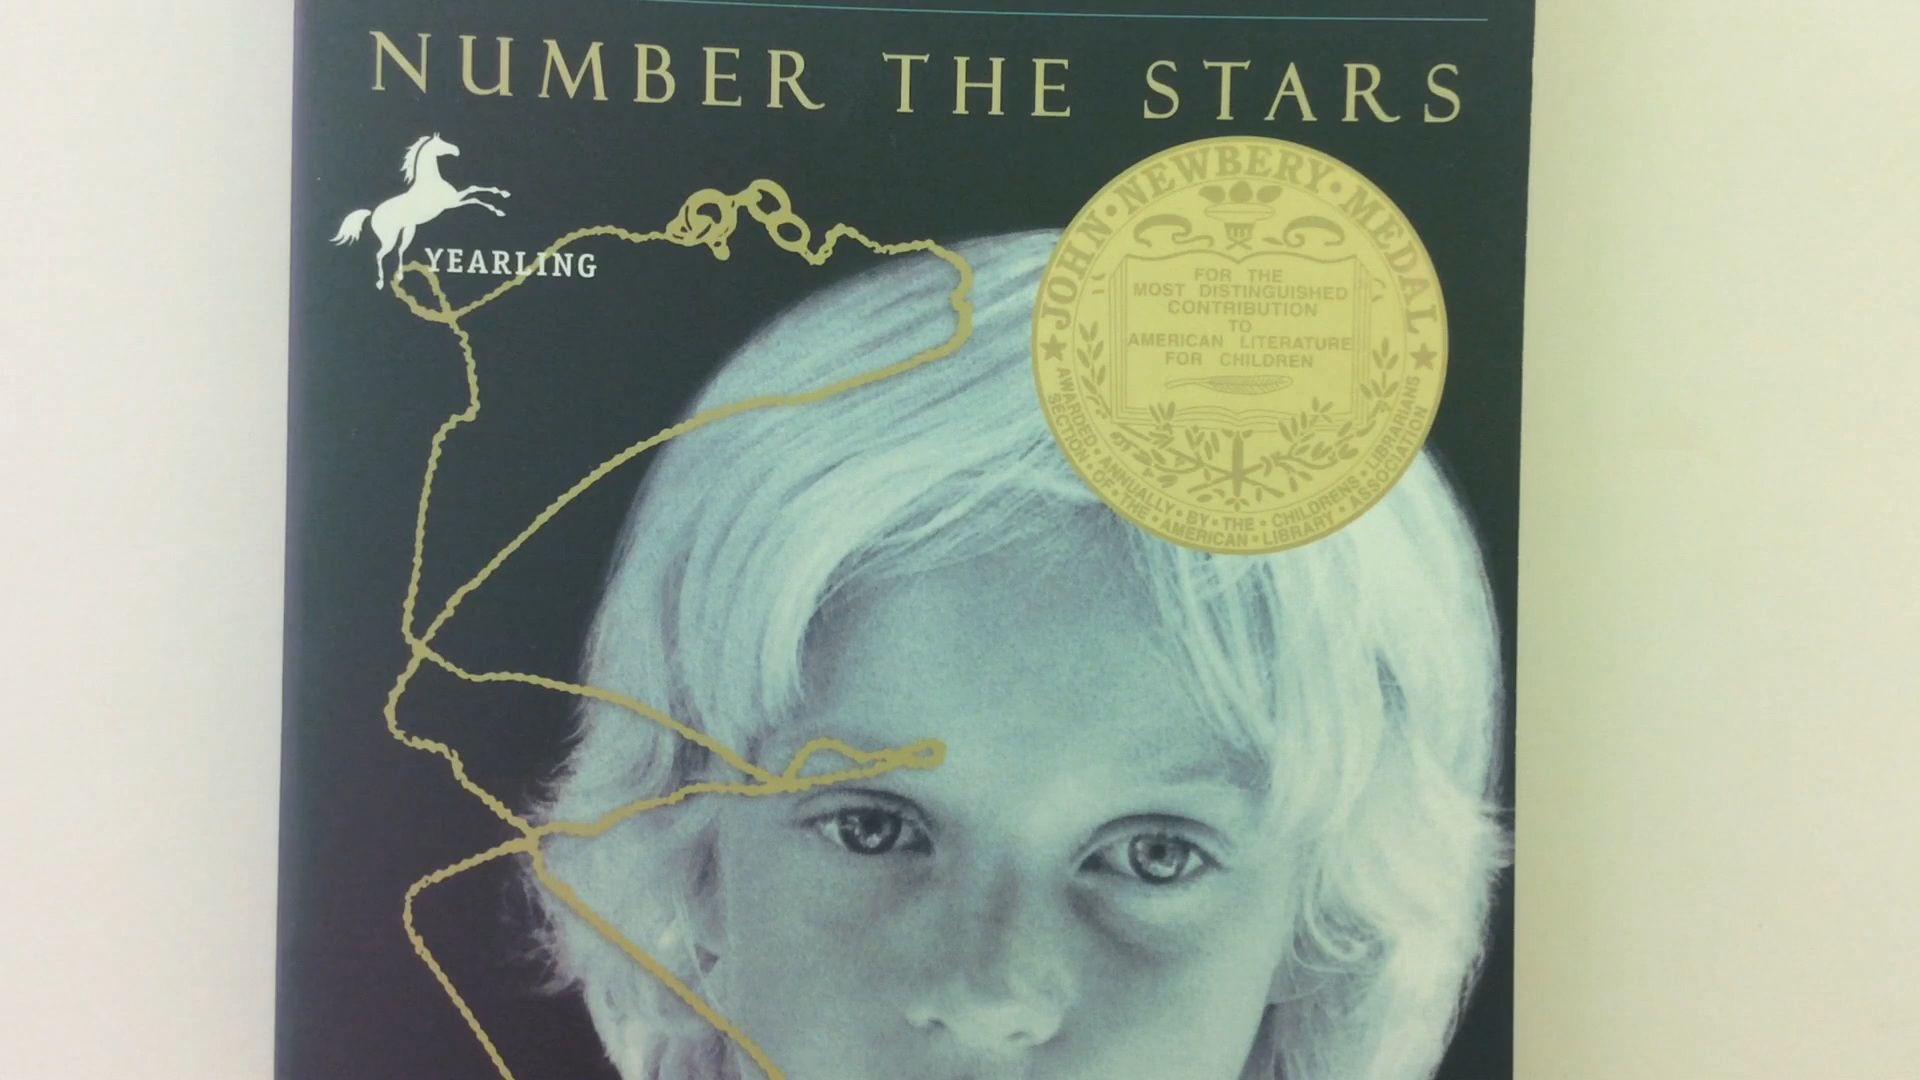 NUMBER THE STARS
YEARLING
JOHN · NEWBERY · MEDAL
FOR THE
MOST DISTINGUISHED
CONTRIBUTION
TO
AMERICAN LITERATURE
FOR CHILDREN
AWARDED · ANNUALLY · BY · THE · CHILDRENS · LIBRARIANS
SECTION · OF · THE · AMERICAN · LIBRARY · ASSOCIATION